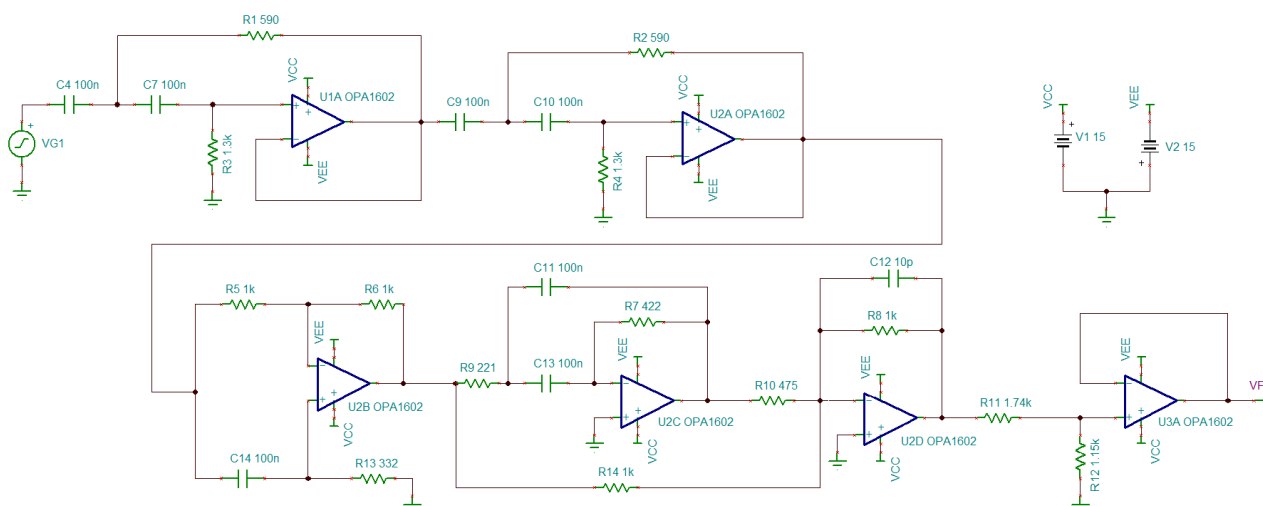 R1 590
R2 590
C4 100n
C7 100n
VCC
U1A OPA1602
VEE
R3 1.3k
VG1
+
+
+
-
C9 100n
C10 100n
VCC
U2A OPA1602
VEE
R4 1.3k
+
+
-
VCC
VEE
V1 15
V2 15
+
+
R5 1k
R6 1k
VEE
U2B OPA1602
VCC
-
+
+
C14 100n
R13 332
C11 100n
R7 422
R9 221
C13 100n
VEE
U2C OPA1602
VCC
-
+
+
R14 1k
C12 10p
R8 1k
R10 475
VEE
U2D OPA1602
VCC
-
+
+
R11 1.74k
R12 1.15k
VEE
U3A OPA1602
VCC
-
+
+